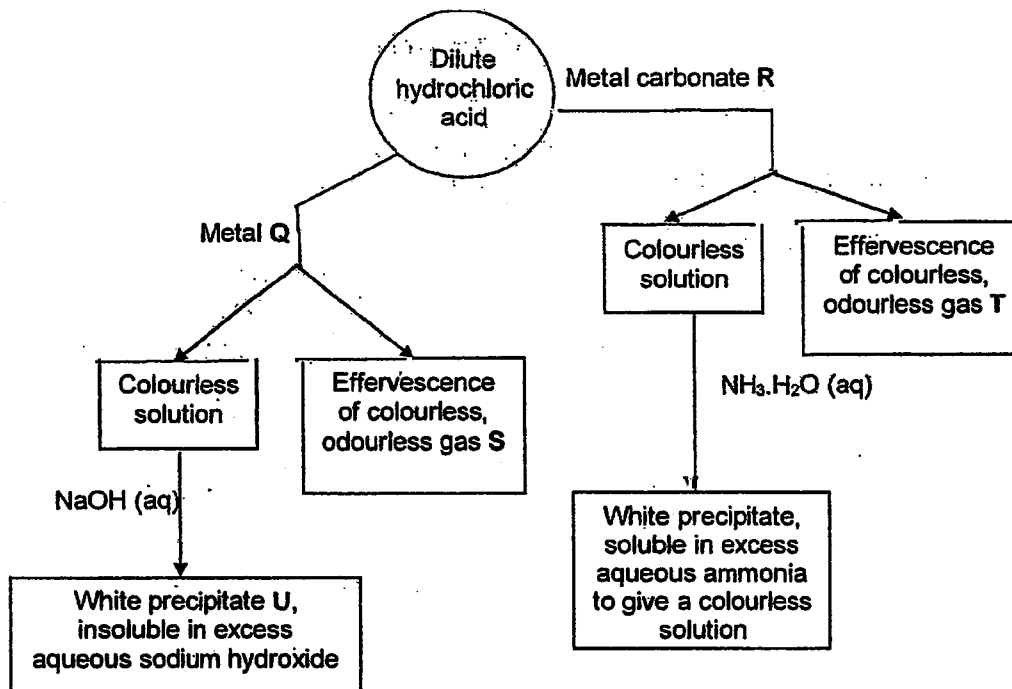 Dilute
hydrochloric
acid
Metal carbonate R
Metal Q
Colourless
solution
Effervescence
of colourless,
odourless gas T
Colourless
solution
Effervescence
of colourless,
odourless gas S
NH₃.H₂O (aq)
NaOH (aq)
White precipitate,
soluble in excess
aqueous ammonia
to give a colourless
solution
White precipitate U,
insoluble in excess
aqueous sodium hydroxide